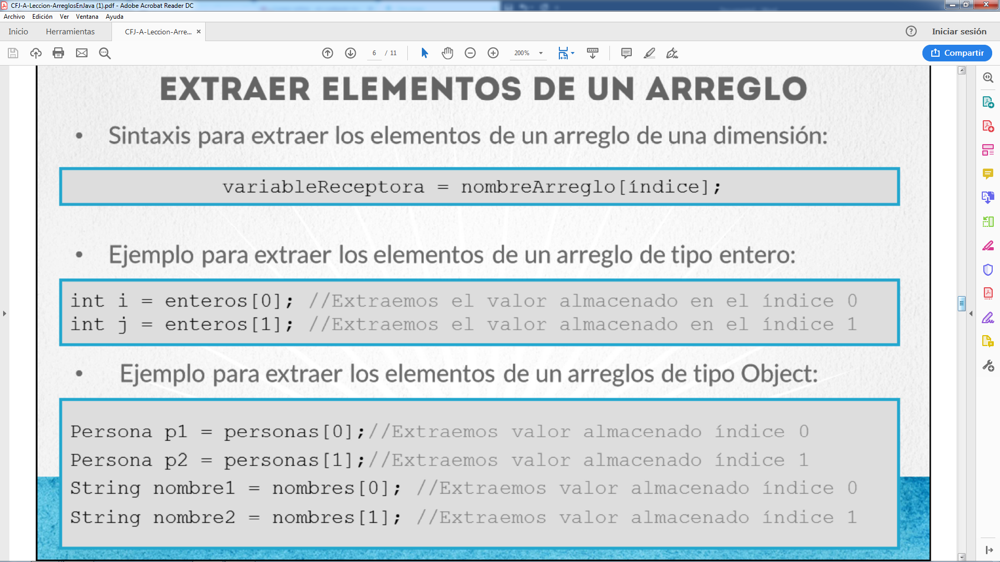 CFJ-A-Leccion-ArreglosEnJava (1).pdf - Adobe Acrobat Reader DC
Archivo Edición Ver Ventana Ayuda
Inicio Herramientas CFJ-A-Leccion-Arre... × Iniciar sesión
6 / 11 200% Compartir
EXTRAER ELEMENTOS DE UN ARREGLO
• Sintaxis para extraer los elementos de un arreglo de una dimensión:
variableReceptora = nombreArreglo[índice];
• Ejemplo para extraer los elementos de un arreglo de tipo entero:
int i = enteros[0]; //Extraemos el valor almacenado en el índice 0
int j = enteros[1]; //Extraemos el valor almacenado en el índice 1
• Ejemplo para extraer los elementos de un arreglos de tipo Object:
Persona p1 = personas[0];//Extraemos valor almacenado índice 0
Persona p2 = personas[1];//Extraemos valor almacenado índice 1
String nombre1 = nombres[0]; //Extraemos valor almacenado índice 0
String nombre2 = nombres[1]; //Extraemos valor almacenado índice 1